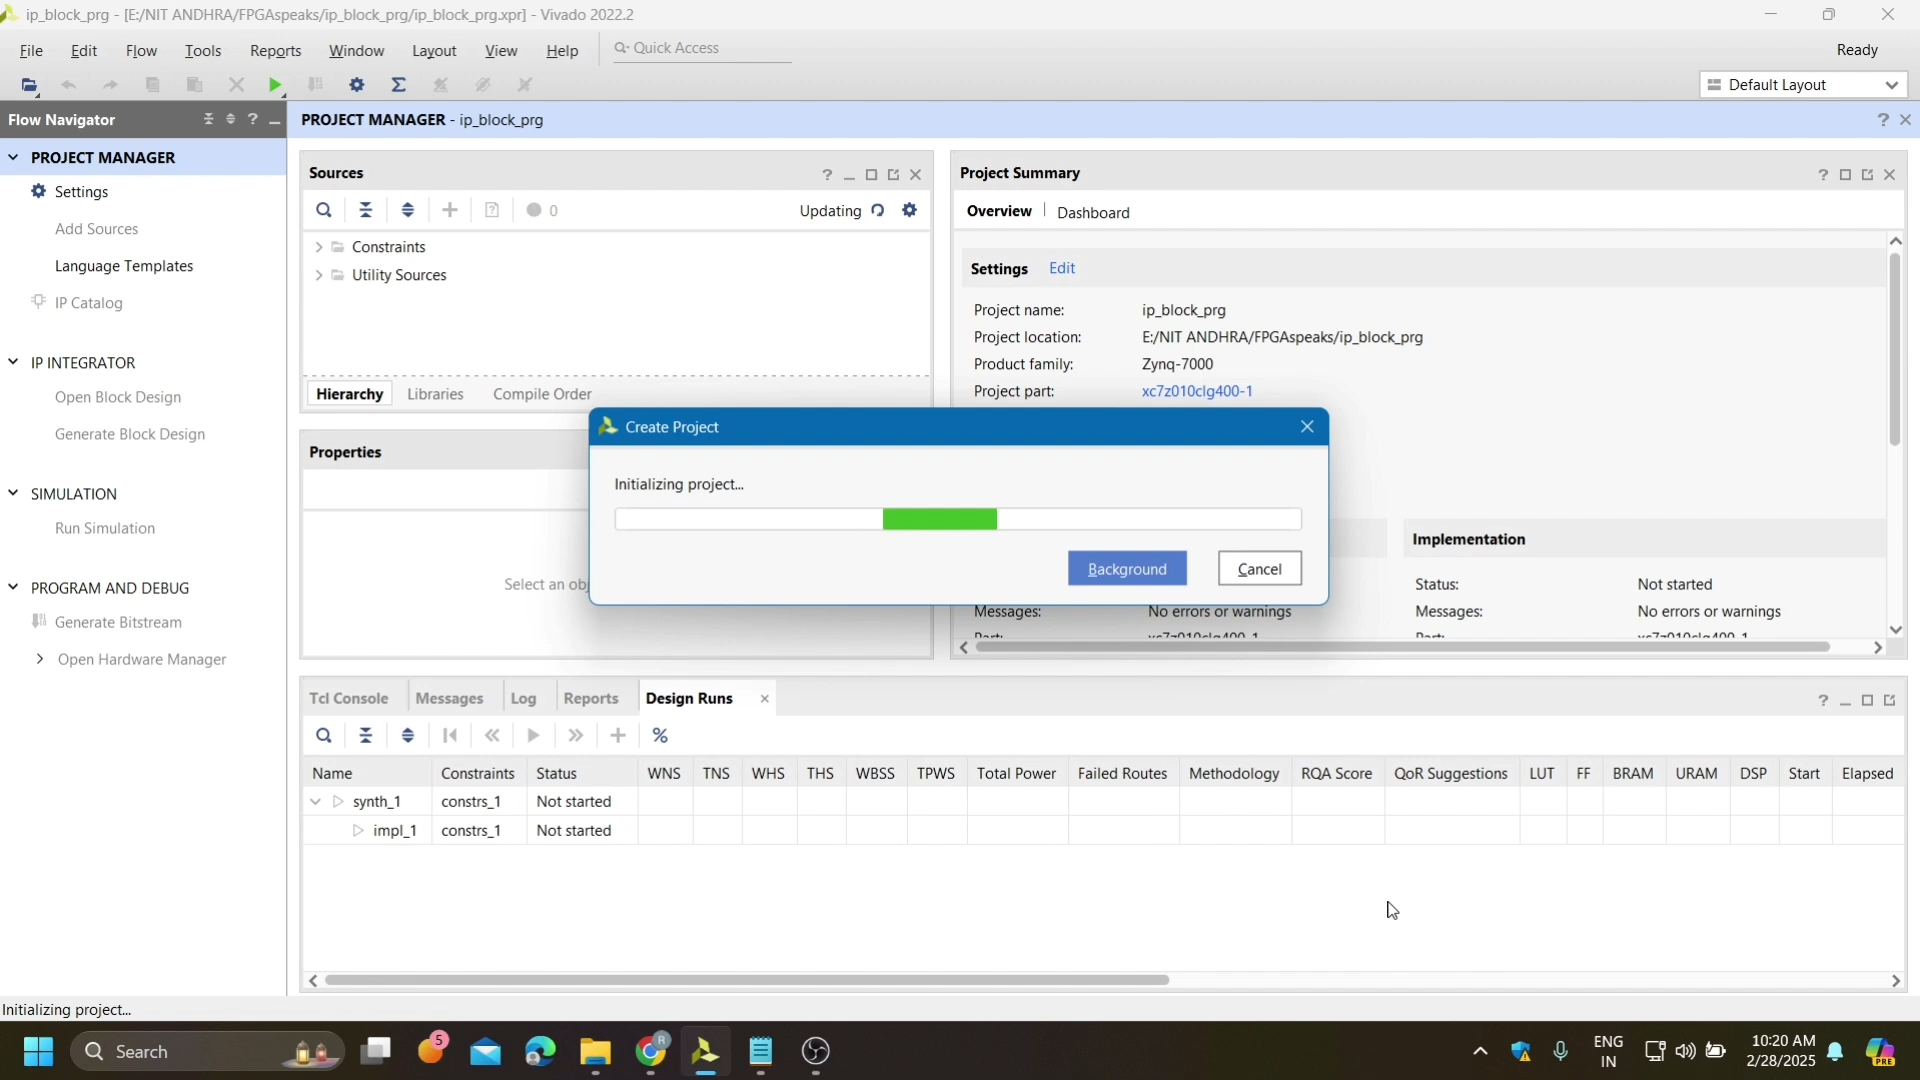 ip_block_prg - [E:/NIT ANDHRA/FPGAspeaks/ip_block_prg/ip_block_prg.xpr] - Vivado 2022.2
File Edit Flow Tools Reports Window Layout View Help Quick Access Ready
Default Layout
Flow Navigator ? PROJECT MANAGER - ip_block_prg ?
PROJECT MANAGER
Settings
Add Sources
Language Templates
IP Catalog
IP INTEGRATOR
Open Block Design
Generate Block Design
SIMULATION
Run Simulation
PROGRAM AND DEBUG
Generate Bitstream
Open Hardware Manager
Sources ?
0 Updating
Constraints
Utility Sources
Hierarchy Libraries Compile Order
Properties
Select an
Project Summary ?
Overview Dashboard
Settings Edit
Project name: ip_block_prg
Project location: E:/NIT ANDHRA/FPGAspeaks/ip_block_prg
Product family: Zynq-7000
Project part: xc7z010clg400-1
Create Project
Initializing project...
Background Cancel
Implementation
Status: Not started
Messages: No errors or warnings Messages: No errors or warnings
Part: xc7z010clg400-1 Part: xc7z010clg400-1
Tcl Console Messages Log Reports Design Runs ?
%
Name Constraints Status WNS TNS WHS THS WBSS TPWS Total Power Failed Routes Methodology RQA Score QoR Suggestions LUT FF BRAM URAM DSP Start Elapsed
synth_1 constrs_1 Not started
impl_1 constrs_1 Not started
Initializing project...
Search 5 R ENG 10:20 AM
IN 2/28/2025 PRE